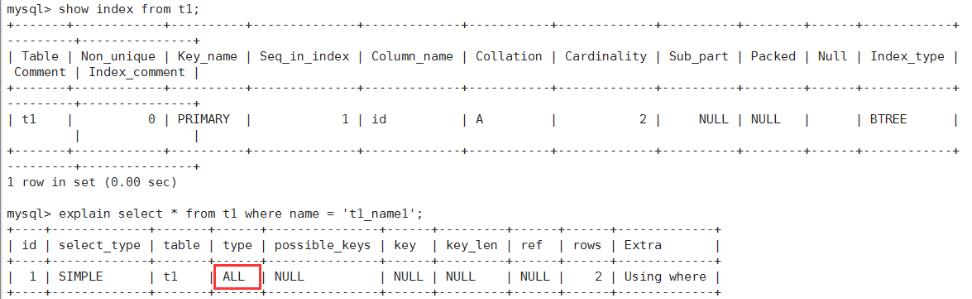 mysql> show index from t1;
+-------+------------+----------+--------------+-------------+-----------+-------------+----------+--------+------+------------+
---------+---------------+
| Table | Non_unique | Key_name | Seq_in_index | Column_name | Collation | Cardinality | Sub_part | Packed | Null | Index_type |
 Comment | Index_comment |
+-------+------------+----------+--------------+-------------+-----------+-------------+----------+--------+------+------------+
---------+---------------+
| t1    |          0 | PRIMARY  |            1 | id          | A         |           2 |     NULL | NULL   |      | BTREE      |
         |               |
+-------+------------+----------+--------------+-------------+-----------+-------------+----------+--------+------+------------+
---------+---------------+
1 row in set (0.00 sec)
mysql> explain select * from t1 where name = 't1_name1';
+----+-------------+-------+------+---------------+------+---------+------+------+-------------+
| id | select_type | table | type | possible_keys | key  | key_len | ref  | rows | Extra       |
+----+-------------+-------+------+---------------+------+---------+------+------+-------------+
|  1 | SIMPLE      | t1    | ALL  | NULL          | NULL | NULL    | NULL |    2 | Using where |
+----+-------------+-------+------+---------------+------+---------+------+------+-------------+